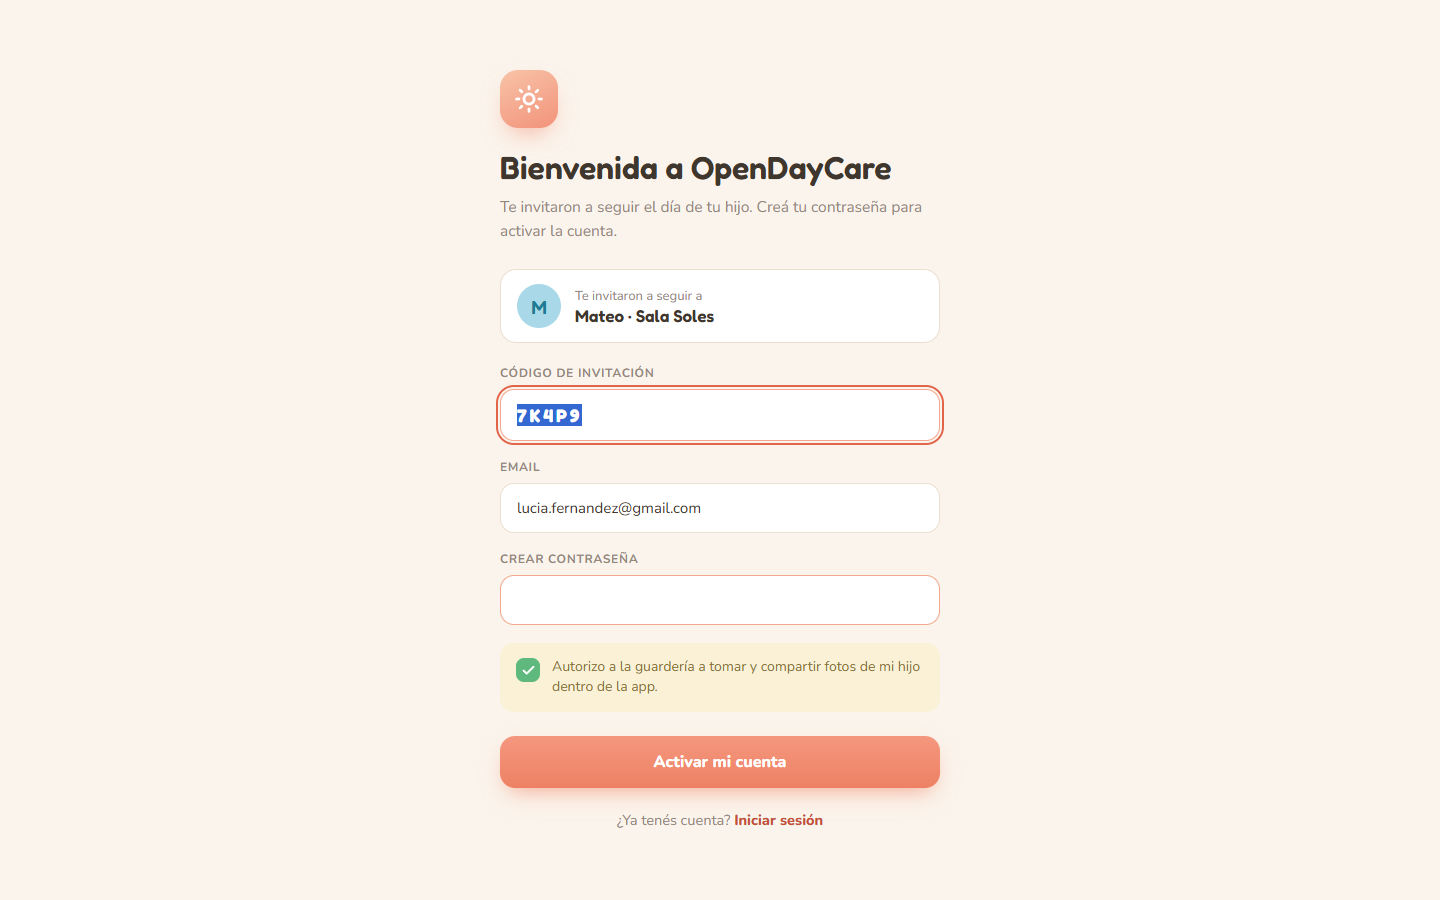 Bienvenida a OpenDayCare
Te invitaron a seguir el día de tu hijo. Creá tu contraseña para
activar la cuenta.
M
Te invitaron a seguir a
Mateo · Sala Soles
CÓDIGO DE INVITACIÓN
7K4P9
EMAIL
lucia.fernandez@gmail.com
CREAR CONTRASEÑA
Autorizo a la guardería a tomar y compartir fotos de mi hijo
dentro de la app.
Activar mi cuenta
¿Ya tenés cuenta? Iniciar sesión